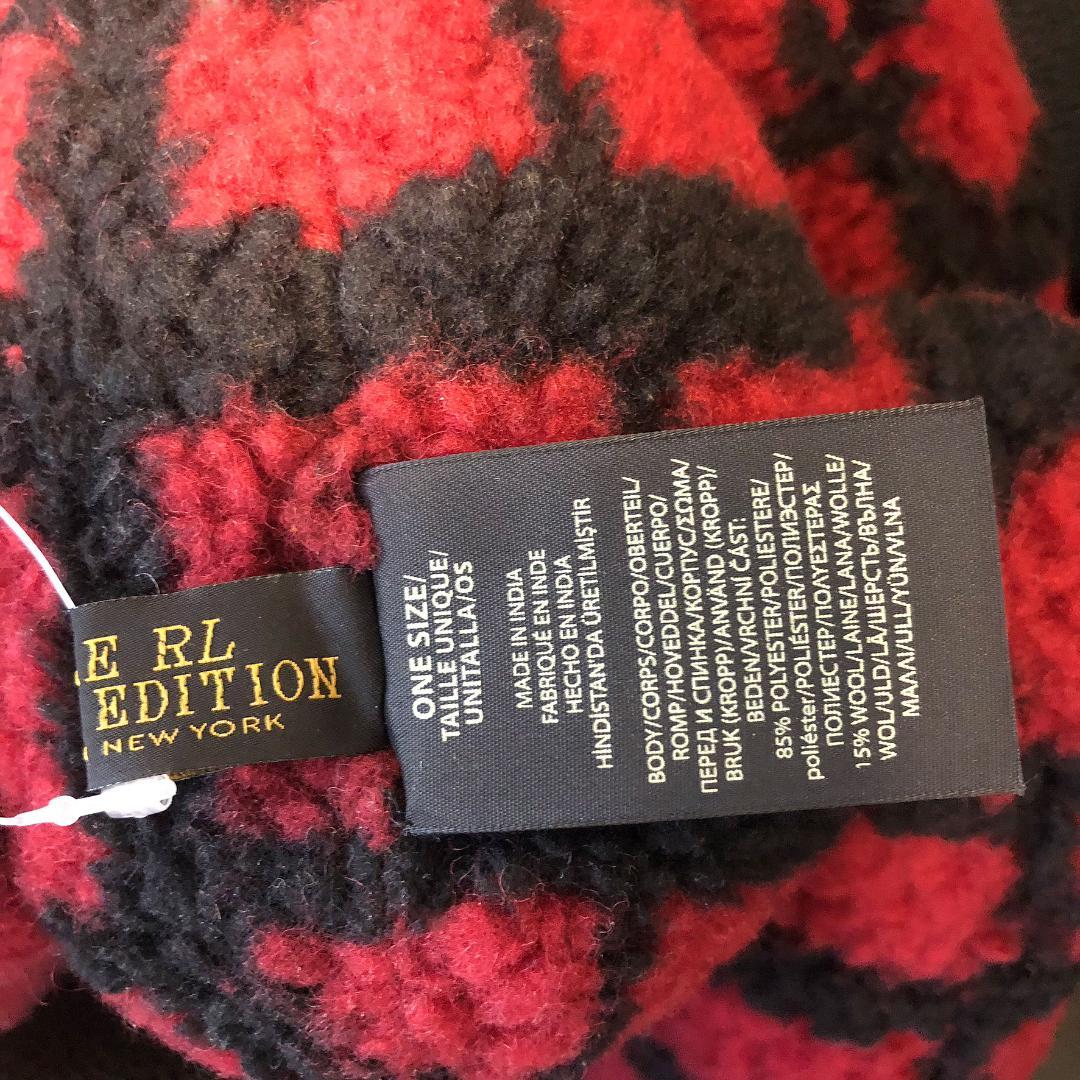 E RL
EDITION
NEW YORK
ONE SIZE/
TAILLE UNIQUE/
UNITALLA/OS
MADE IN INDIA
FABRIQUÉ EN INDE
HECHO EN INDIA
HİNDİSTAN'DA ÜRETİLMİŞTİR
BODY/CORPS/CORPO/OBERTEIL/
ROMP/HOVEDDEL/CUERPO/
ПЕРЕД И СПИНКА/КОРПУС/ΣΩΜΑ/
BRUK (KROPP)/ANVÄND (KROPP)/
BEDEN/VRCHNÍ ČÁST:
85% POLYESTER/POLIESTERE/
poliéster/POLIÉSTER/ПОЛИЭСТЕР/
ПОЛИЕСТЕР/ΠΟΛΥΕΣΤΕΡΑΣ
15% WOOL/LAINE/LANA/WOLLE/
WOL/ULD/LÃ/ШЕРСТЬ/ВЪЛНА/
ΜΑΛΛΙ/ULL/YÜN/VLNA